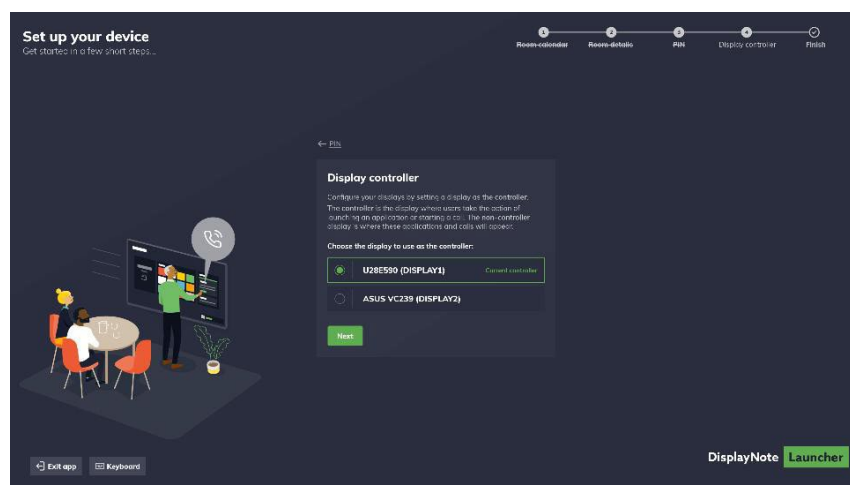 Set up your device
Get started in a few short steps...
1 2 3 4
Room calendar Room details PIN Display controller Finish
← PIN
Display controller
Configure your displays by setting a display as the controller.
The controller is the display where users take the action of
launching an application or starting a call. The non-controller
display is where these applications and calls will appear.
Choose the display to use as the controller:
U28E590 (DISPLAY1) Current controller
ASUS VC239 (DISPLAY2)
Next
Exit app Keyboard
DisplayNote Launcher